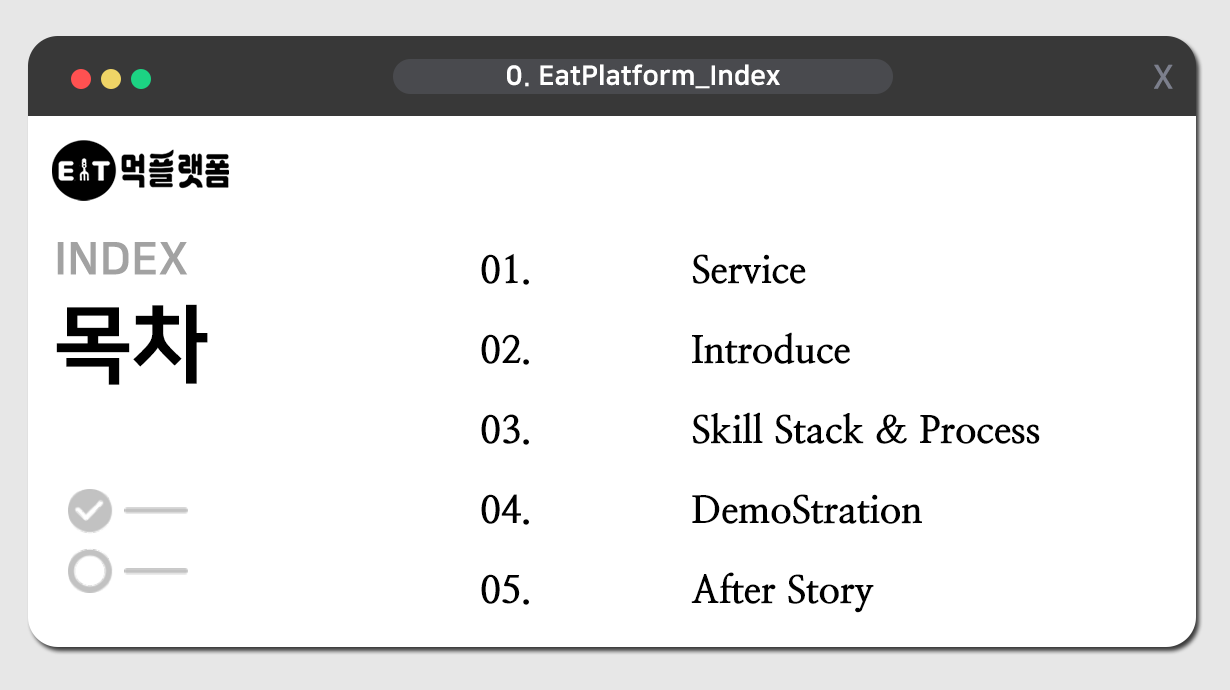 0. EatPlatform_Index
X
EAT 먹플랫폼
INDEX
목차
01. Service
02. Introduce
03. Skill Stack & Process
04. DemoStration
05. After Story